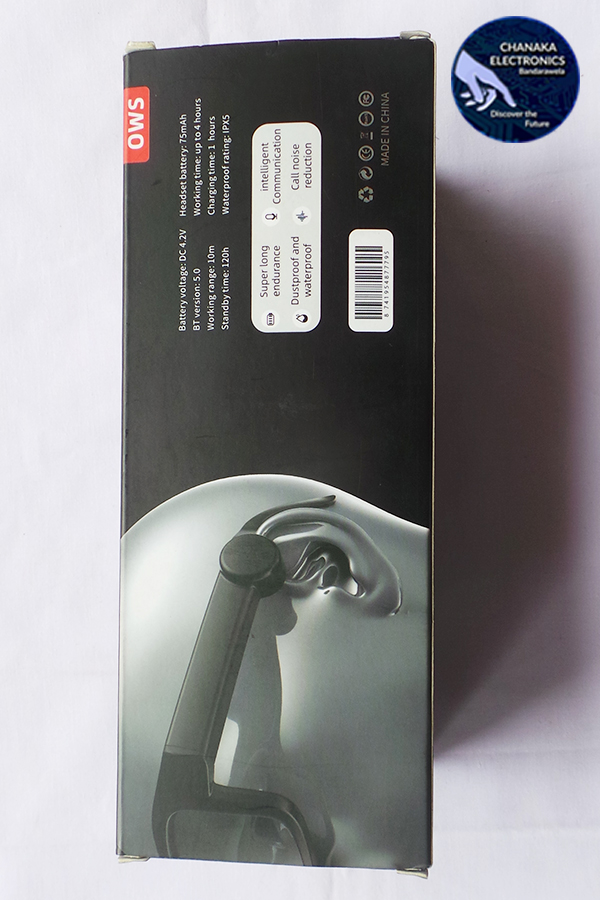 CHANAKA
ELECTRONICS
Bandarawela
Discover the
Future
OWS
Battery voltage: DC 4.2V
BT version: 5.0
Working range: 10m
Standby time: 120h
Headset battery: 75mAh
Working time: up to 4 hours
Charging time: 1 hours
Waterproof rating: IPX5
Super long
endurance
intelligent
Communication
Dustproof and
waterproof
Call noise
reduction
MADE IN CHINA
8 741954 877795